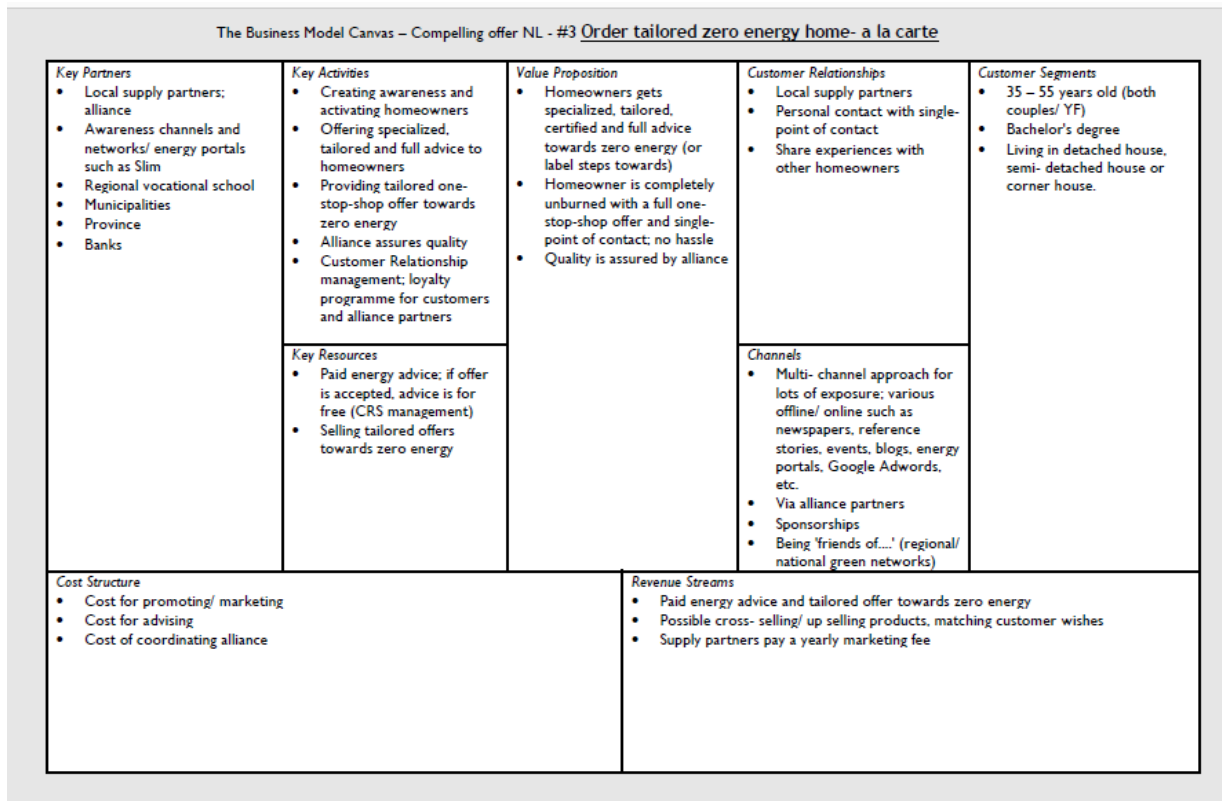 The Business Model Canvas – Compelling offer NL - #3 Order tailored zero energy home- a la carte
Key Partners
• Local supply partners;
alliance
• Awareness channels and
networks/ energy portals
such as Slim
• Regional vocational school
• Municipalities
• Province
• Banks
Key Activities
• Creating awareness and
activating homeowners
• Offering specialized,
tailored and full advice to
homeowners
• Providing tailored one-
stop-shop offer towards
zero energy
• Alliance assures quality
• Customer Relationship
management; loyalty
programme for customers
and alliance partners
Key Resources
• Paid energy advice; if offer
is accepted, advice is for
free (CRS management)
• Selling tailored offers
towards zero energy
Value Proposition
• Homeowners gets
specialized, tailored,
certified and full advice
towards zero energy (or
label steps towards)
• Homeowner is completely
unburned with a full one-
stop-shop offer and single-
point of contact; no hassle
• Quality is assured by alliance
Customer Relationships
• Local supply partners
• Personal contact with single-
point of contact
• Share experiences with
other homeowners
Channels
• Multi- channel approach for
lots of exposure; various
offline/ online such as
newspapers, reference
stories, events, blogs, energy
portals, Google Adwords,
etc.
• Via alliance partners
• Sponsorships
• Being 'friends of....' (regional/
national green networks)
Customer Segments
• 35 – 55 years old (both
couples/ YF)
• Bachelor's degree
• Living in detached house,
semi- detached house or
corner house.
Cost Structure
• Cost for promoting/ marketing
• Cost for advising
• Cost of coordinating alliance
Revenue Streams
• Paid energy advice and tailored offer towards zero energy
• Possible cross- selling/ up selling products, matching customer wishes
• Supply partners pay a yearly marketing fee